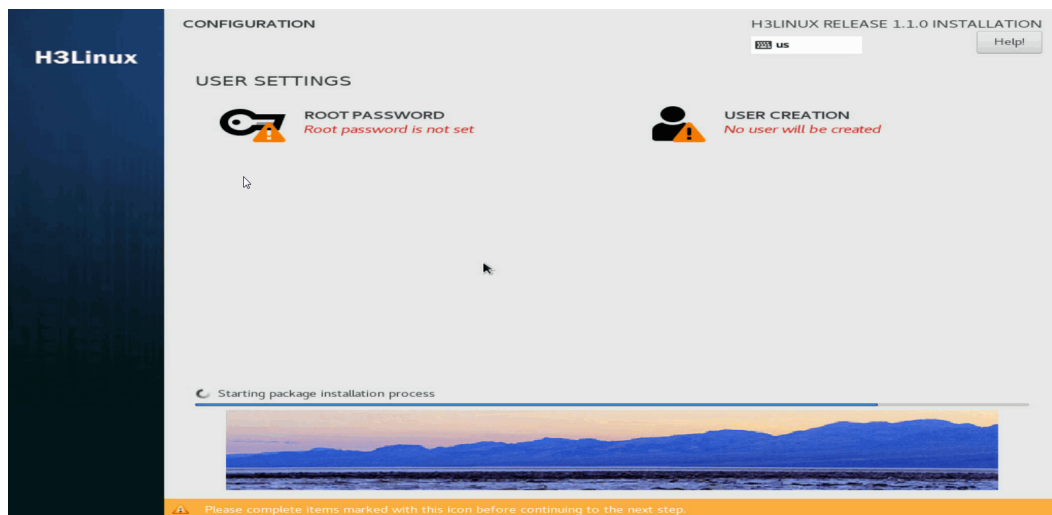 H3Linux
CONFIGURATION
H3LINUX RELEASE 1.1.0 INSTALLATION
us
Help!
USER SETTINGS
ROOT PASSWORD
Root password is not set
USER CREATION
No user will be created
Starting package installation process
Please complete items marked with this icon before continuing to the next step.